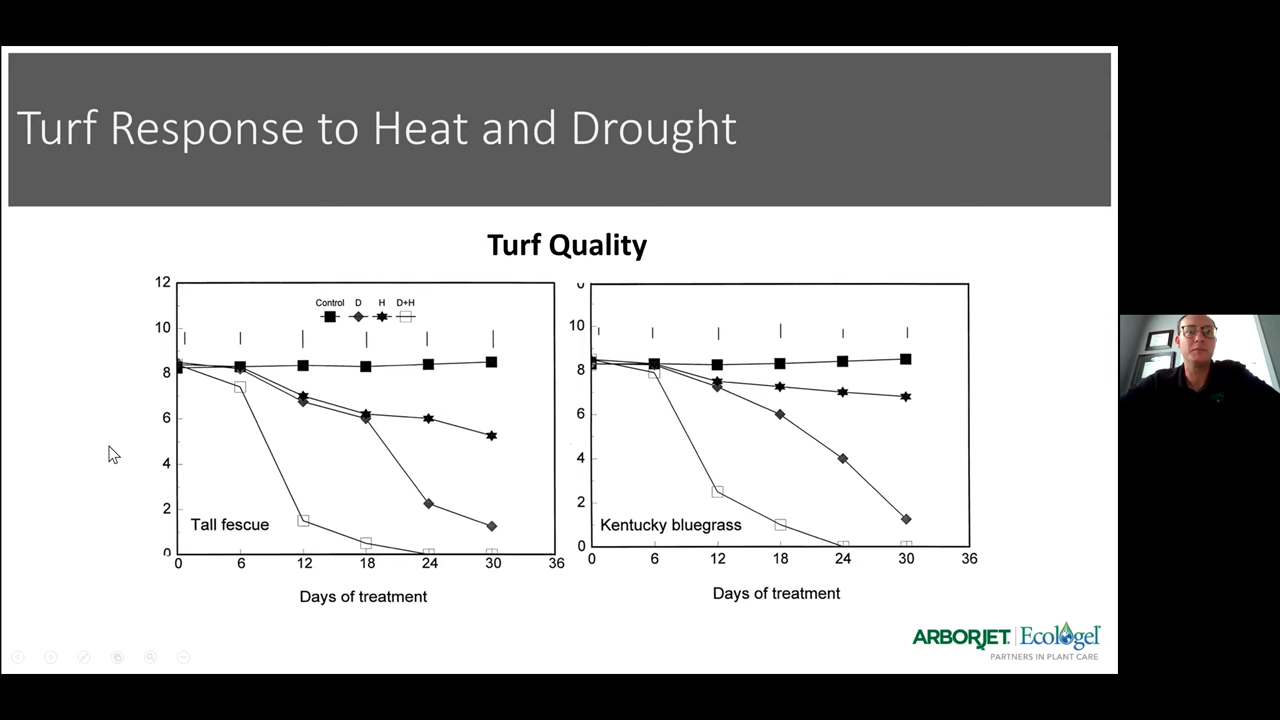 Turf Response to Heat and Drought
Turf Quality
12
10
8
6
4
2
0
Control D H D+H
Tall fescue
0 6 12 18 24 30 36
Days of treatment
10
8
6
4
2
0
Kentucky bluegrass
0 6 12 18 24 30 36
Days of treatment
ARBORJET | Ecologel
PARTNERS IN PLANT CARE